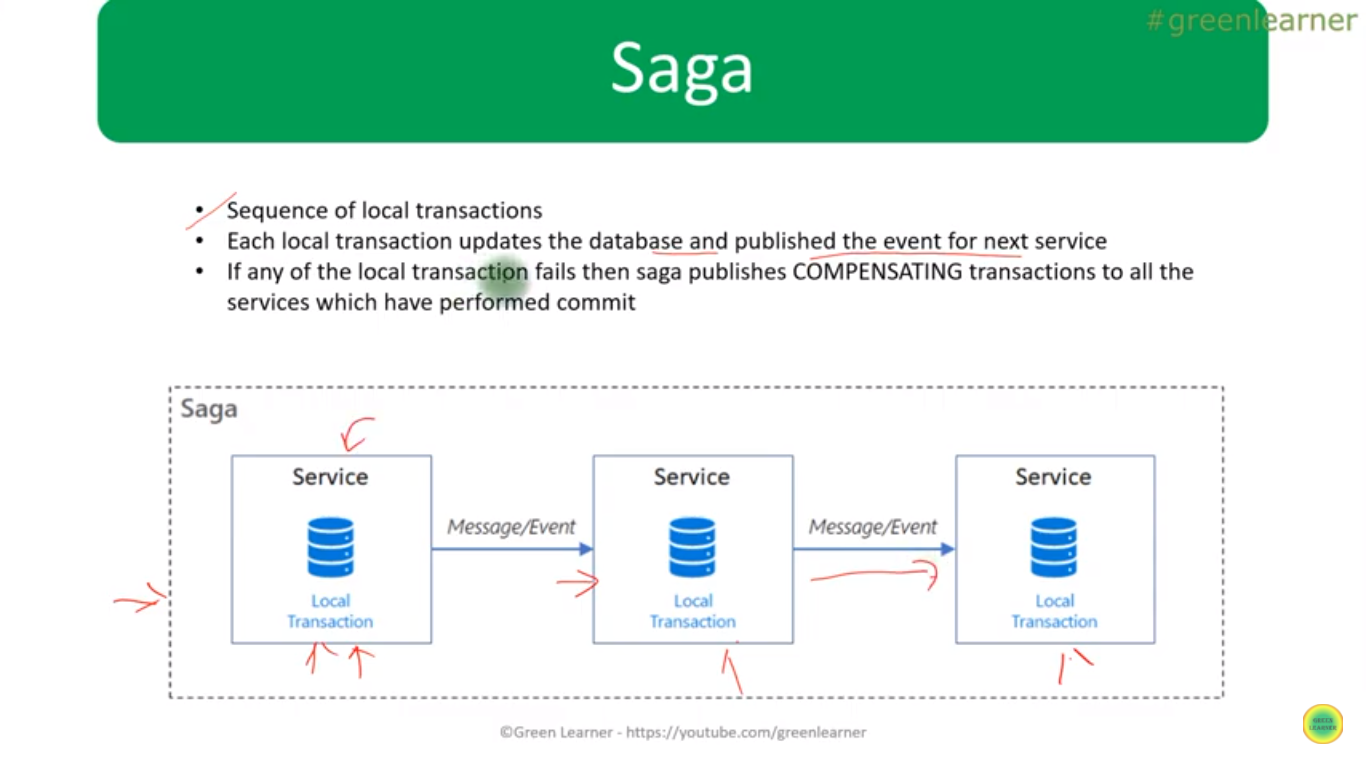 #greenlearner
Saga
• Sequence of local transactions
• Each local transaction updates the database and published the event for next service
• If any of the local transaction fails then saga publishes COMPENSATING transactions to all the
services which have performed commit
Saga
Service
Message/Event
Local
Transaction
Service
Message/Event
Local
Transaction
Service
Local
Transaction
©Green Learner - https://youtube.com/greenlearner
GREEN
LEARNER